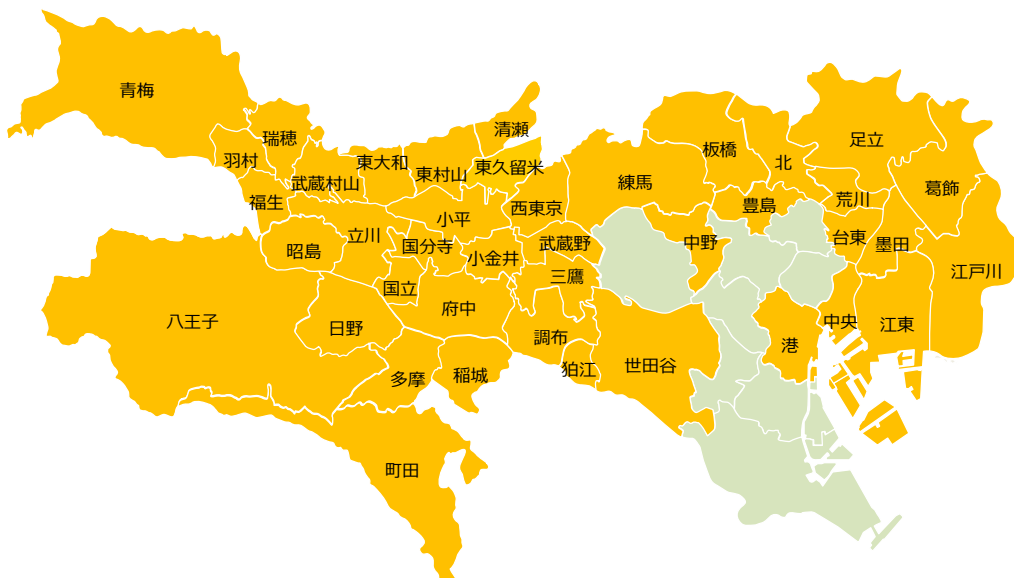 青梅
清瀬
瑞穂
足立
板橋
羽村
東大和
北
東久留米
東村山
練馬
武蔵村山
葛飾
荒川
福生
豊島
西東京
小平
立川
台東
中野
武蔵野
墨田
国分寺
昭島
小金井
江戸川
三鷹
国立
府中
八王子
中央
江東
日野
調布
港
世田谷
狛江
稲城
多摩
町田